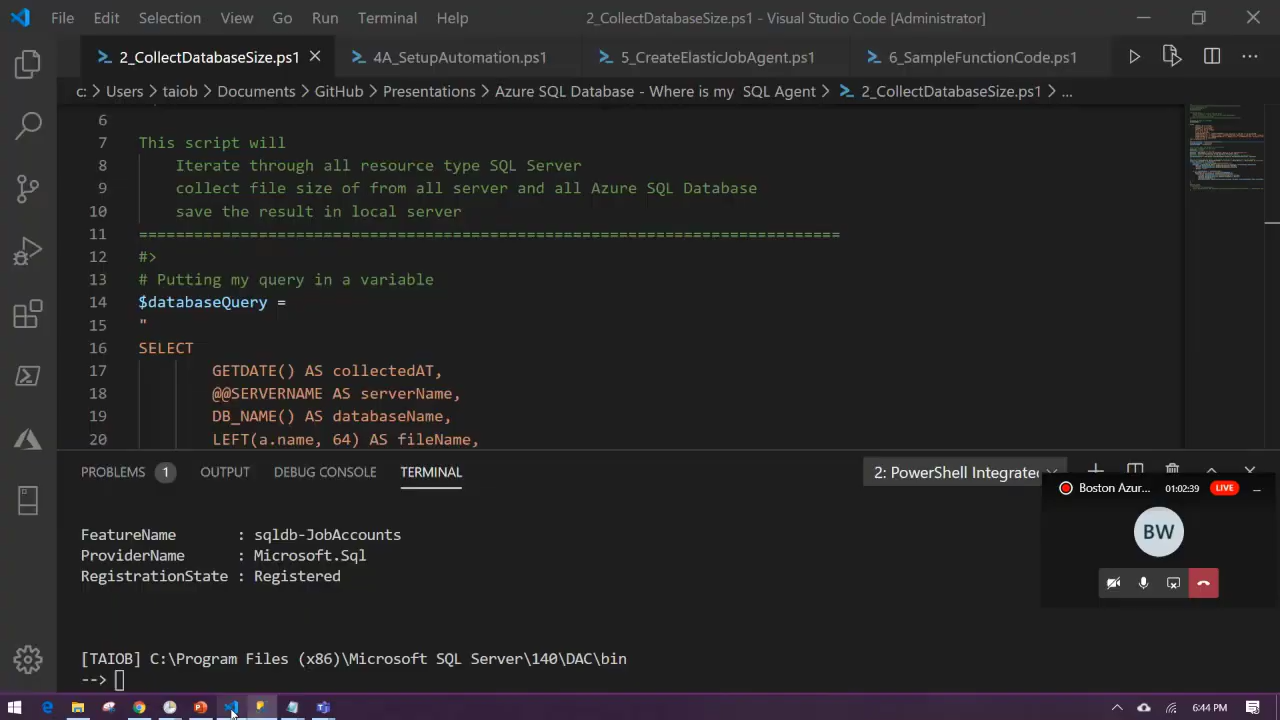 File Edit Selection View Go Run Terminal Help 2_CollectDatabaseSize.ps1 - Visual Studio Code [Administrator]
2_CollectDatabaseSize.ps1 4A_SetupAutomation.ps1 5_CreateElasticJobAgent.ps1 6_SampleFunctionCode.ps1
c: > Users > taiob > Documents > GitHub > Presentations > Azure SQL Database - Where is my SQL Agent > 2_CollectDatabaseSize.ps1 > ...
6
7 This script will
8 Iterate through all resource type SQL Server
9 collect file size of from all server and all Azure SQL Database
10 save the result in local server
11 ============================================================================
12 #>
13 # Putting my query in a variable
14 $databaseQuery =
15 "
16 SELECT
17 GETDATE() AS collectedAT,
18 @@SERVERNAME AS serverName,
19 DB_NAME() AS databaseName,
20 LEFT(a.name, 64) AS fileName,
PROBLEMS 1 OUTPUT DEBUG CONSOLE TERMINAL 2: PowerShell Integrated
Boston Azur... 01:02:39 LIVE
BW
FeatureName : sqldb-JobAccounts
ProviderName : Microsoft.Sql
RegistrationState : Registered
[TAIOB] C:\Program Files (x86)\Microsoft SQL Server\140\DAC\bin
-->
6:44 PM